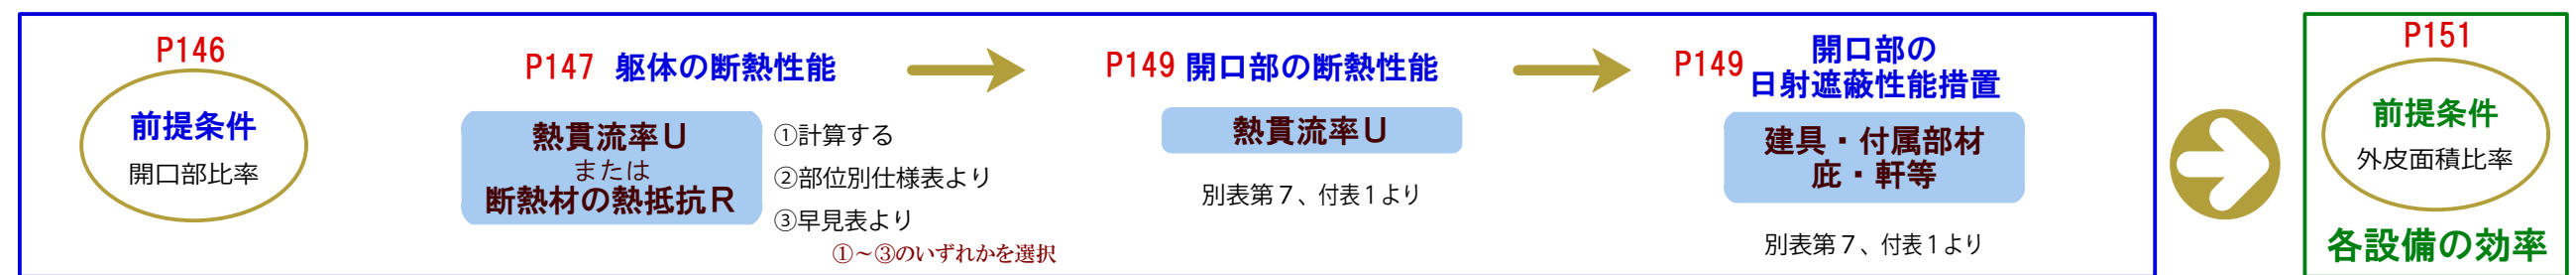 P146
前提条件
開口部比率
P147 躯体の断熱性能
熱貫流率U
または
断熱材の熱抵抗R
①計算する
②部位別仕様表より
③早見表より
①～③のいずれかを選択
P149 開口部の断熱性能
熱貫流率U
別表第７、付表１より
P149 開口部の
日射遮蔽性能措置
建具・付属部材
庇・軒等
別表第７、付表１より
P151
前提条件
外皮面積比率
各設備の効率